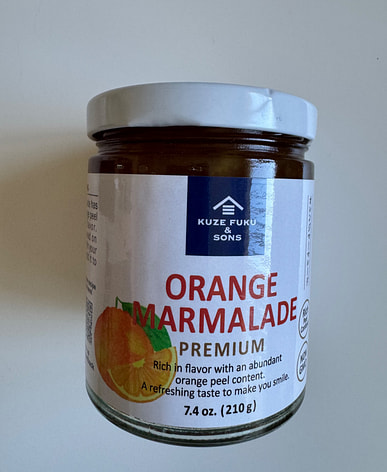 KUZE FUKU
&
SONS
ORANGE
MARMALADE
PREMIUM
Rich in flavor with an abundant
orange peel content.
A refreshing taste to make you smile.
7.4 oz. (210 g)